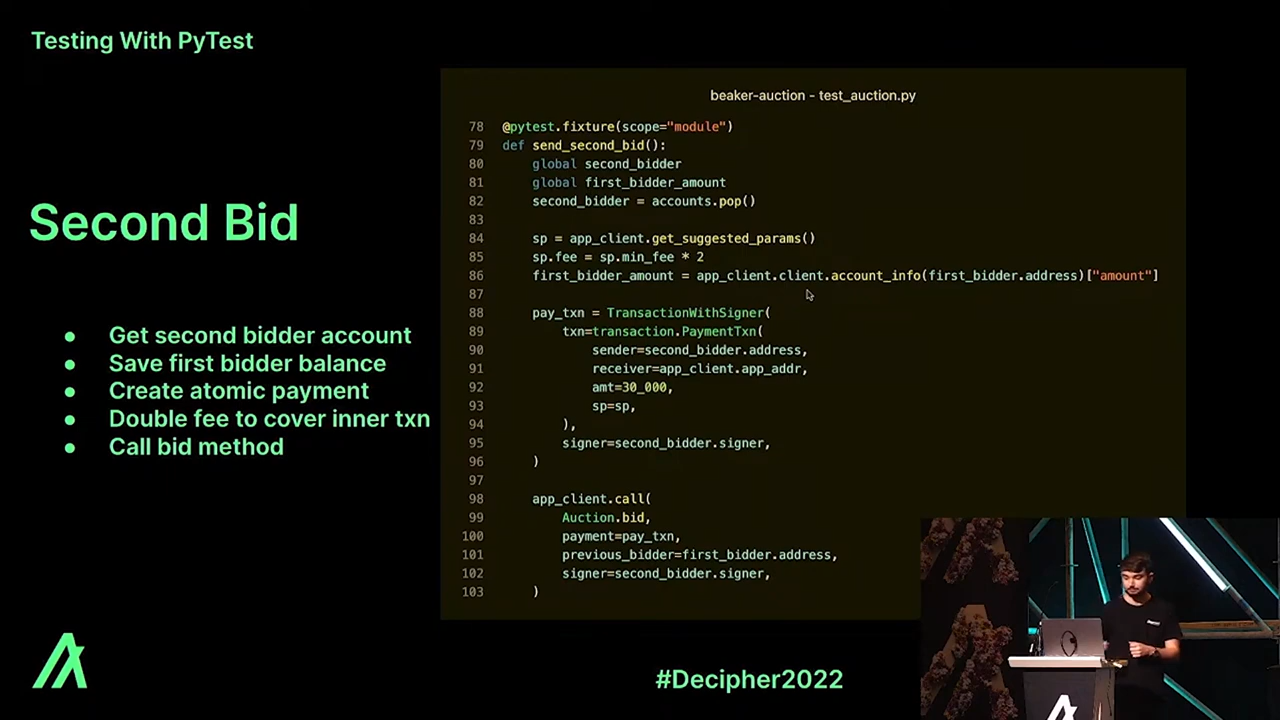 Testing With PyTest
beaker-auction - test_auction.py
Second Bid
● Get second bidder account
● Save first bidder balance
● Create atomic payment
● Double fee to cover inner txn
● Call bid method
78 @pytest.fixture(scope="module")
79 def send_second_bid():
80     global second_bidder
81     global first_bidder_amount
82     second_bidder = accounts.pop()
83
84     sp = app_client.get_suggested_params()
85     sp.fee = sp.min_fee * 2
86     first_bidder_amount = app_client.client.account_info(first_bidder.address)["amount"]
87
88     pay_txn = TransactionWithSigner(
89         txn=transaction.PaymentTxn(
90             sender=second_bidder.address,
91             receiver=app_client.app_addr,
92             amt=30_000,
93             sp=sp,
94         ),
95         signer=second_bidder.signer,
96     )
97
98     app_client.call(
99         Auction.bid,
100         payment=pay_txn,
101         previous_bidder=first_bidder.address,
102         signer=second_bidder.signer,
103     )
#Decipher2022